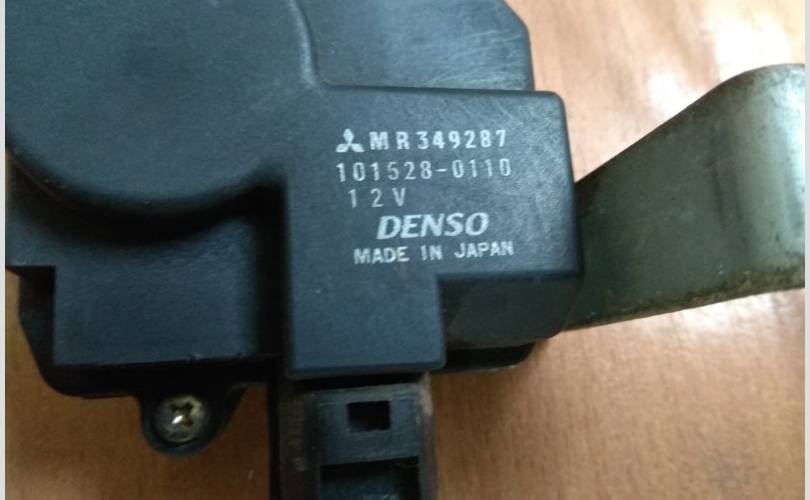 MR349287
101528-0110
12V
DENSO
MADE IN JAPAN